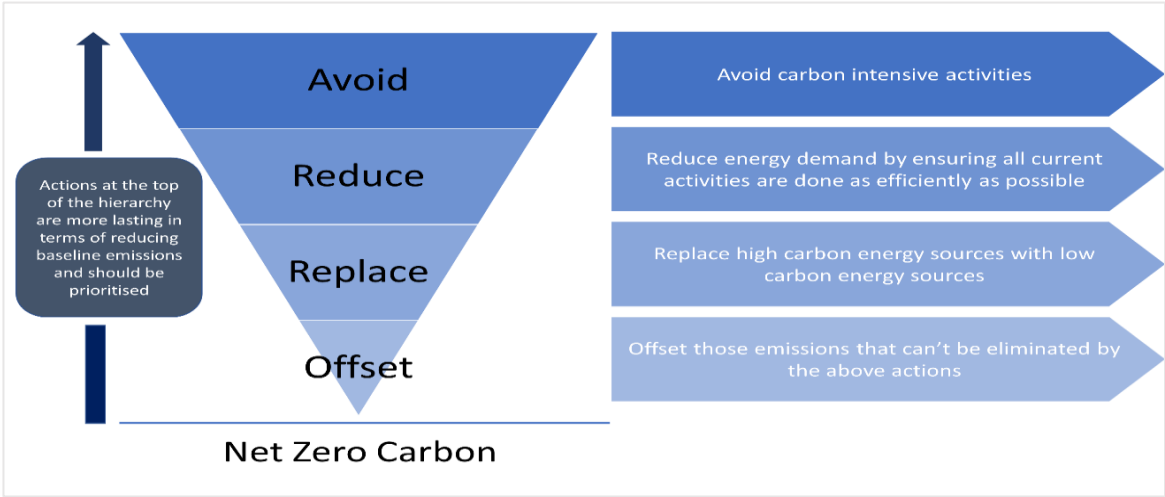 Avoid
Avoid carbon intensive activities
Reduce
Reduce energy demand by ensuring all current
activities are done as efficiently as possible
Actions at the top
of the hierarchy
are more lasting in
terms of reducing
baseline emissions
and should be
prioritised
Replace
Replace high carbon energy sources with low
carbon energy sources
Offset
Offset those emissions that can’t be eliminated by
the above actions
Net Zero Carbon